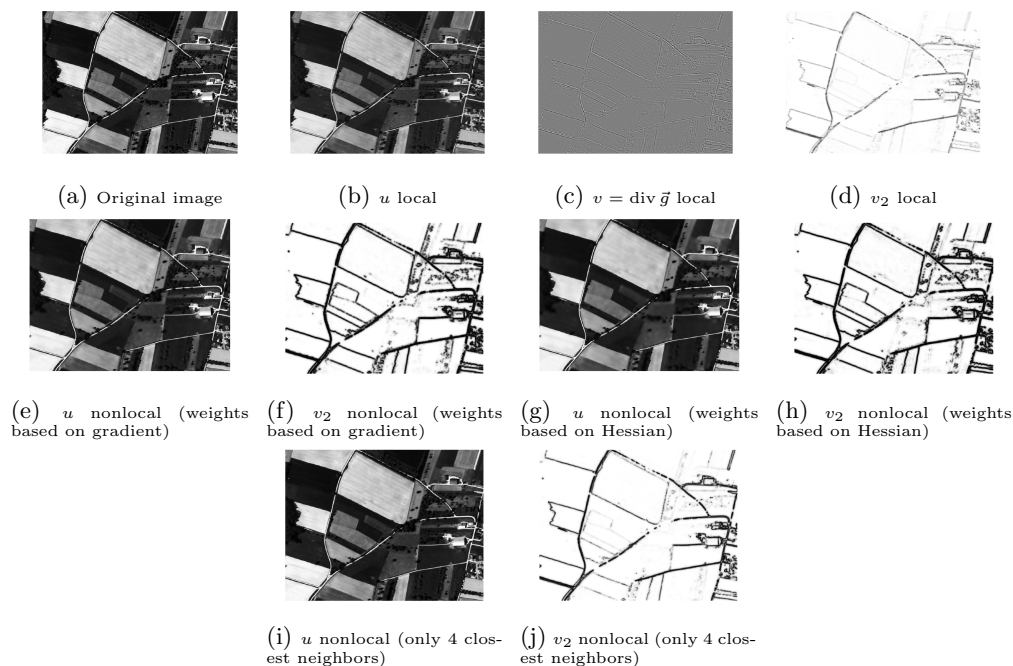 (a) Original image
(b) u local
(c) v = div g⃗ local
(d) v₂ local
(e) u nonlocal (weights
based on gradient)
(f) v₂ nonlocal (weights
based on gradient)
(g) u nonlocal (weights
based on Hessian)
(h) v₂ nonlocal (weights
based on Hessian)
(i) u nonlocal (only 4 clos-
est neighbors)
(j) v₂ nonlocal (only 4 clos-
est neighbors)